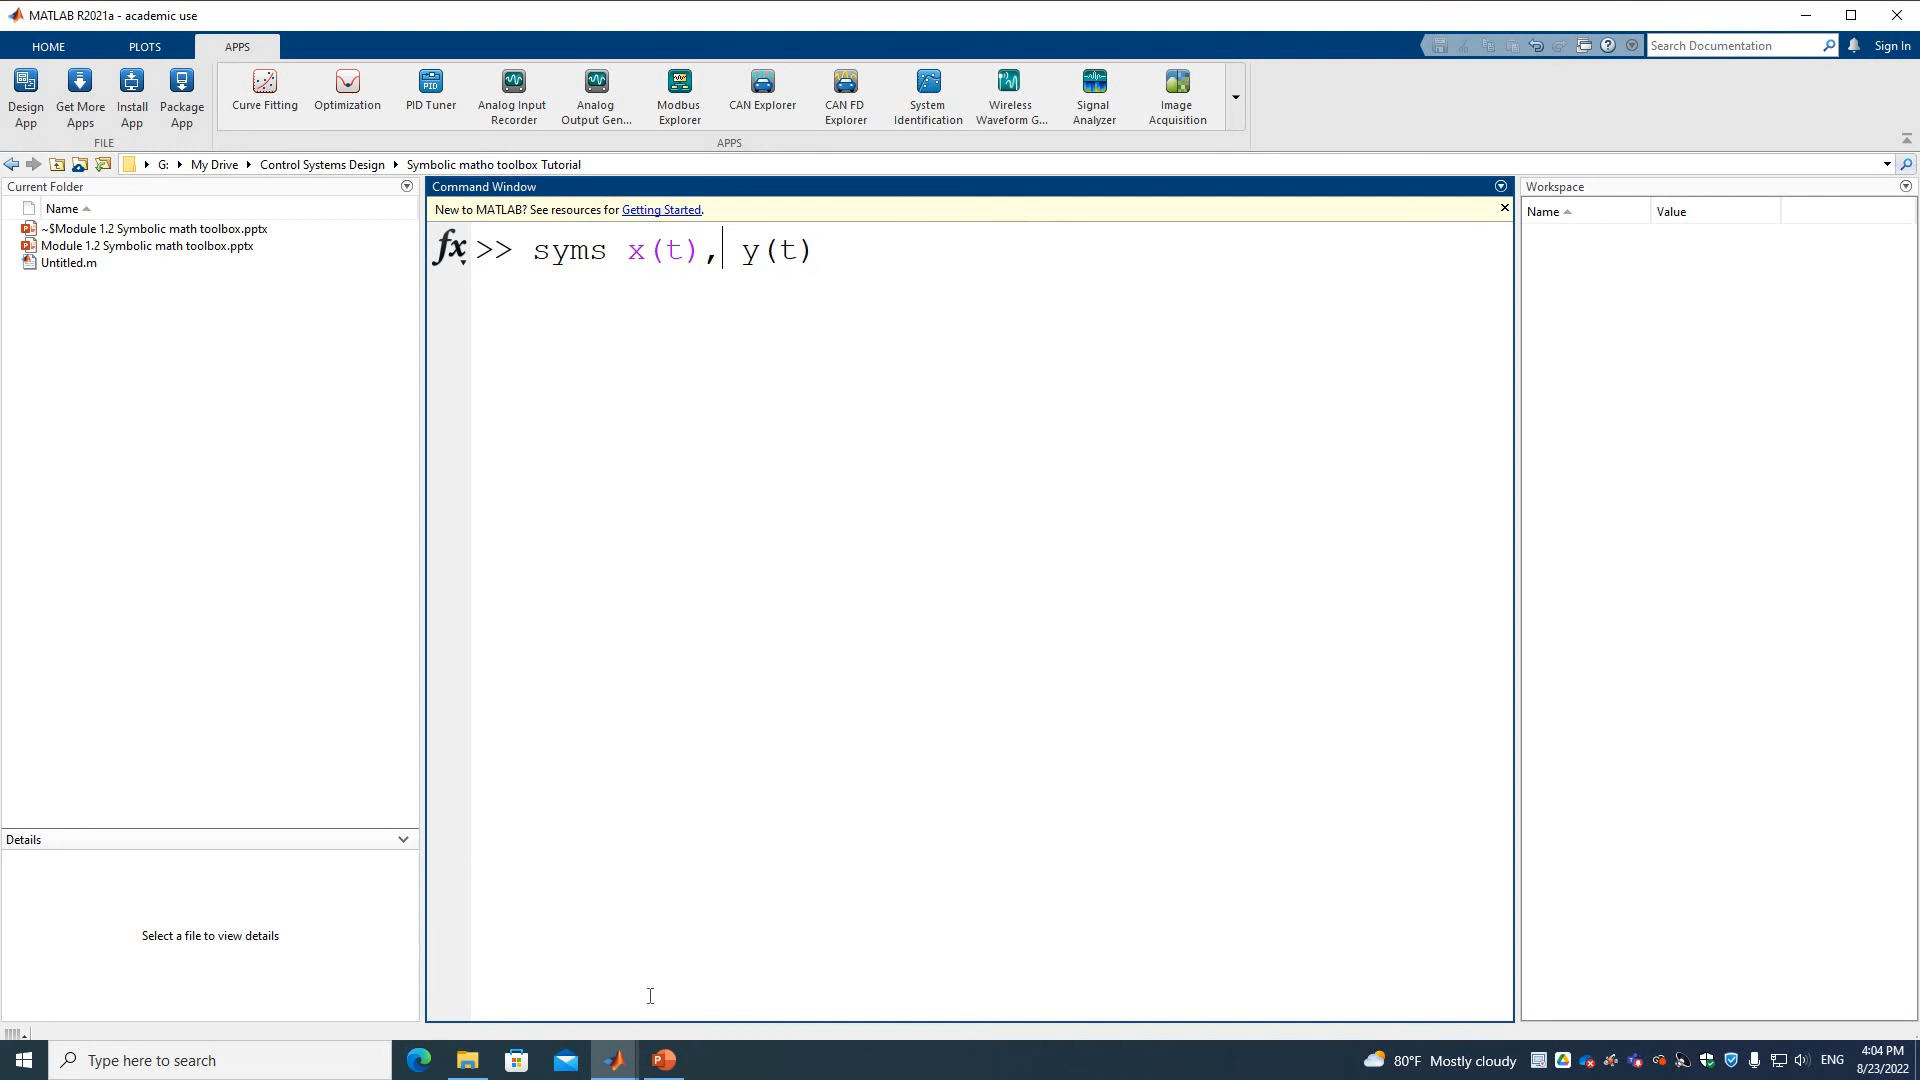 MATLAB R2021a - academic use
HOME PLOTS APPS
Search Documentation
Sign In
Design App
Get More Apps
Install App
Package App
Curve Fitting
Optimization
PID
PID Tuner
Analog Input Recorder
Analog Output Gen...
Modbus Explorer
CAN Explorer
CAN FD Explorer
System Identification
Wireless Waveform G...
Signal Analyzer
Image Acquisition
FILE
APPS
G: My Drive Control Systems Design Symbolic matho toolbox Tutorial
Current Folder
Name
~$Module 1.2 Symbolic math toolbox.pptx
Module 1.2 Symbolic math toolbox.pptx
Untitled.m
Details
Select a file to view details
Command Window
New to MATLAB? See resources for Getting Started.
fx >> syms x(t), y(t)
Workspace
Name Value
Type here to search
80°F Mostly cloudy
ENG
4:04 PM
8/23/2022